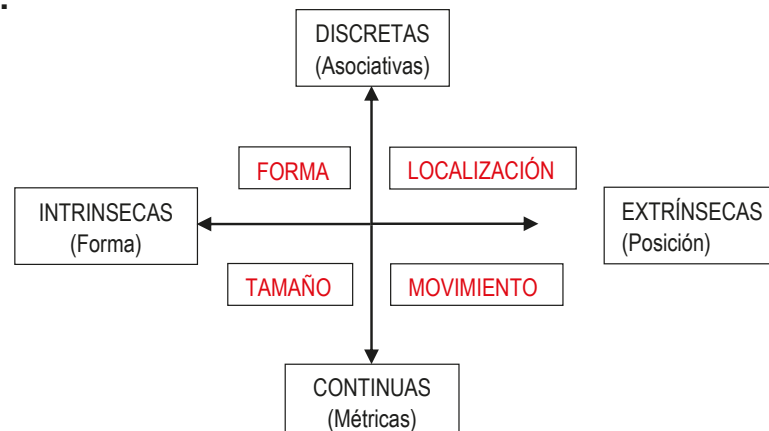 .
DISCRETAS
(Asociativas)
FORMA
LOCALIZACIÓN
INTRINSECAS
(Forma)
EXTRÍNSECAS
(Posición)
TAMAÑO
MOVIMIENTO
CONTINUAS
(Métricas)